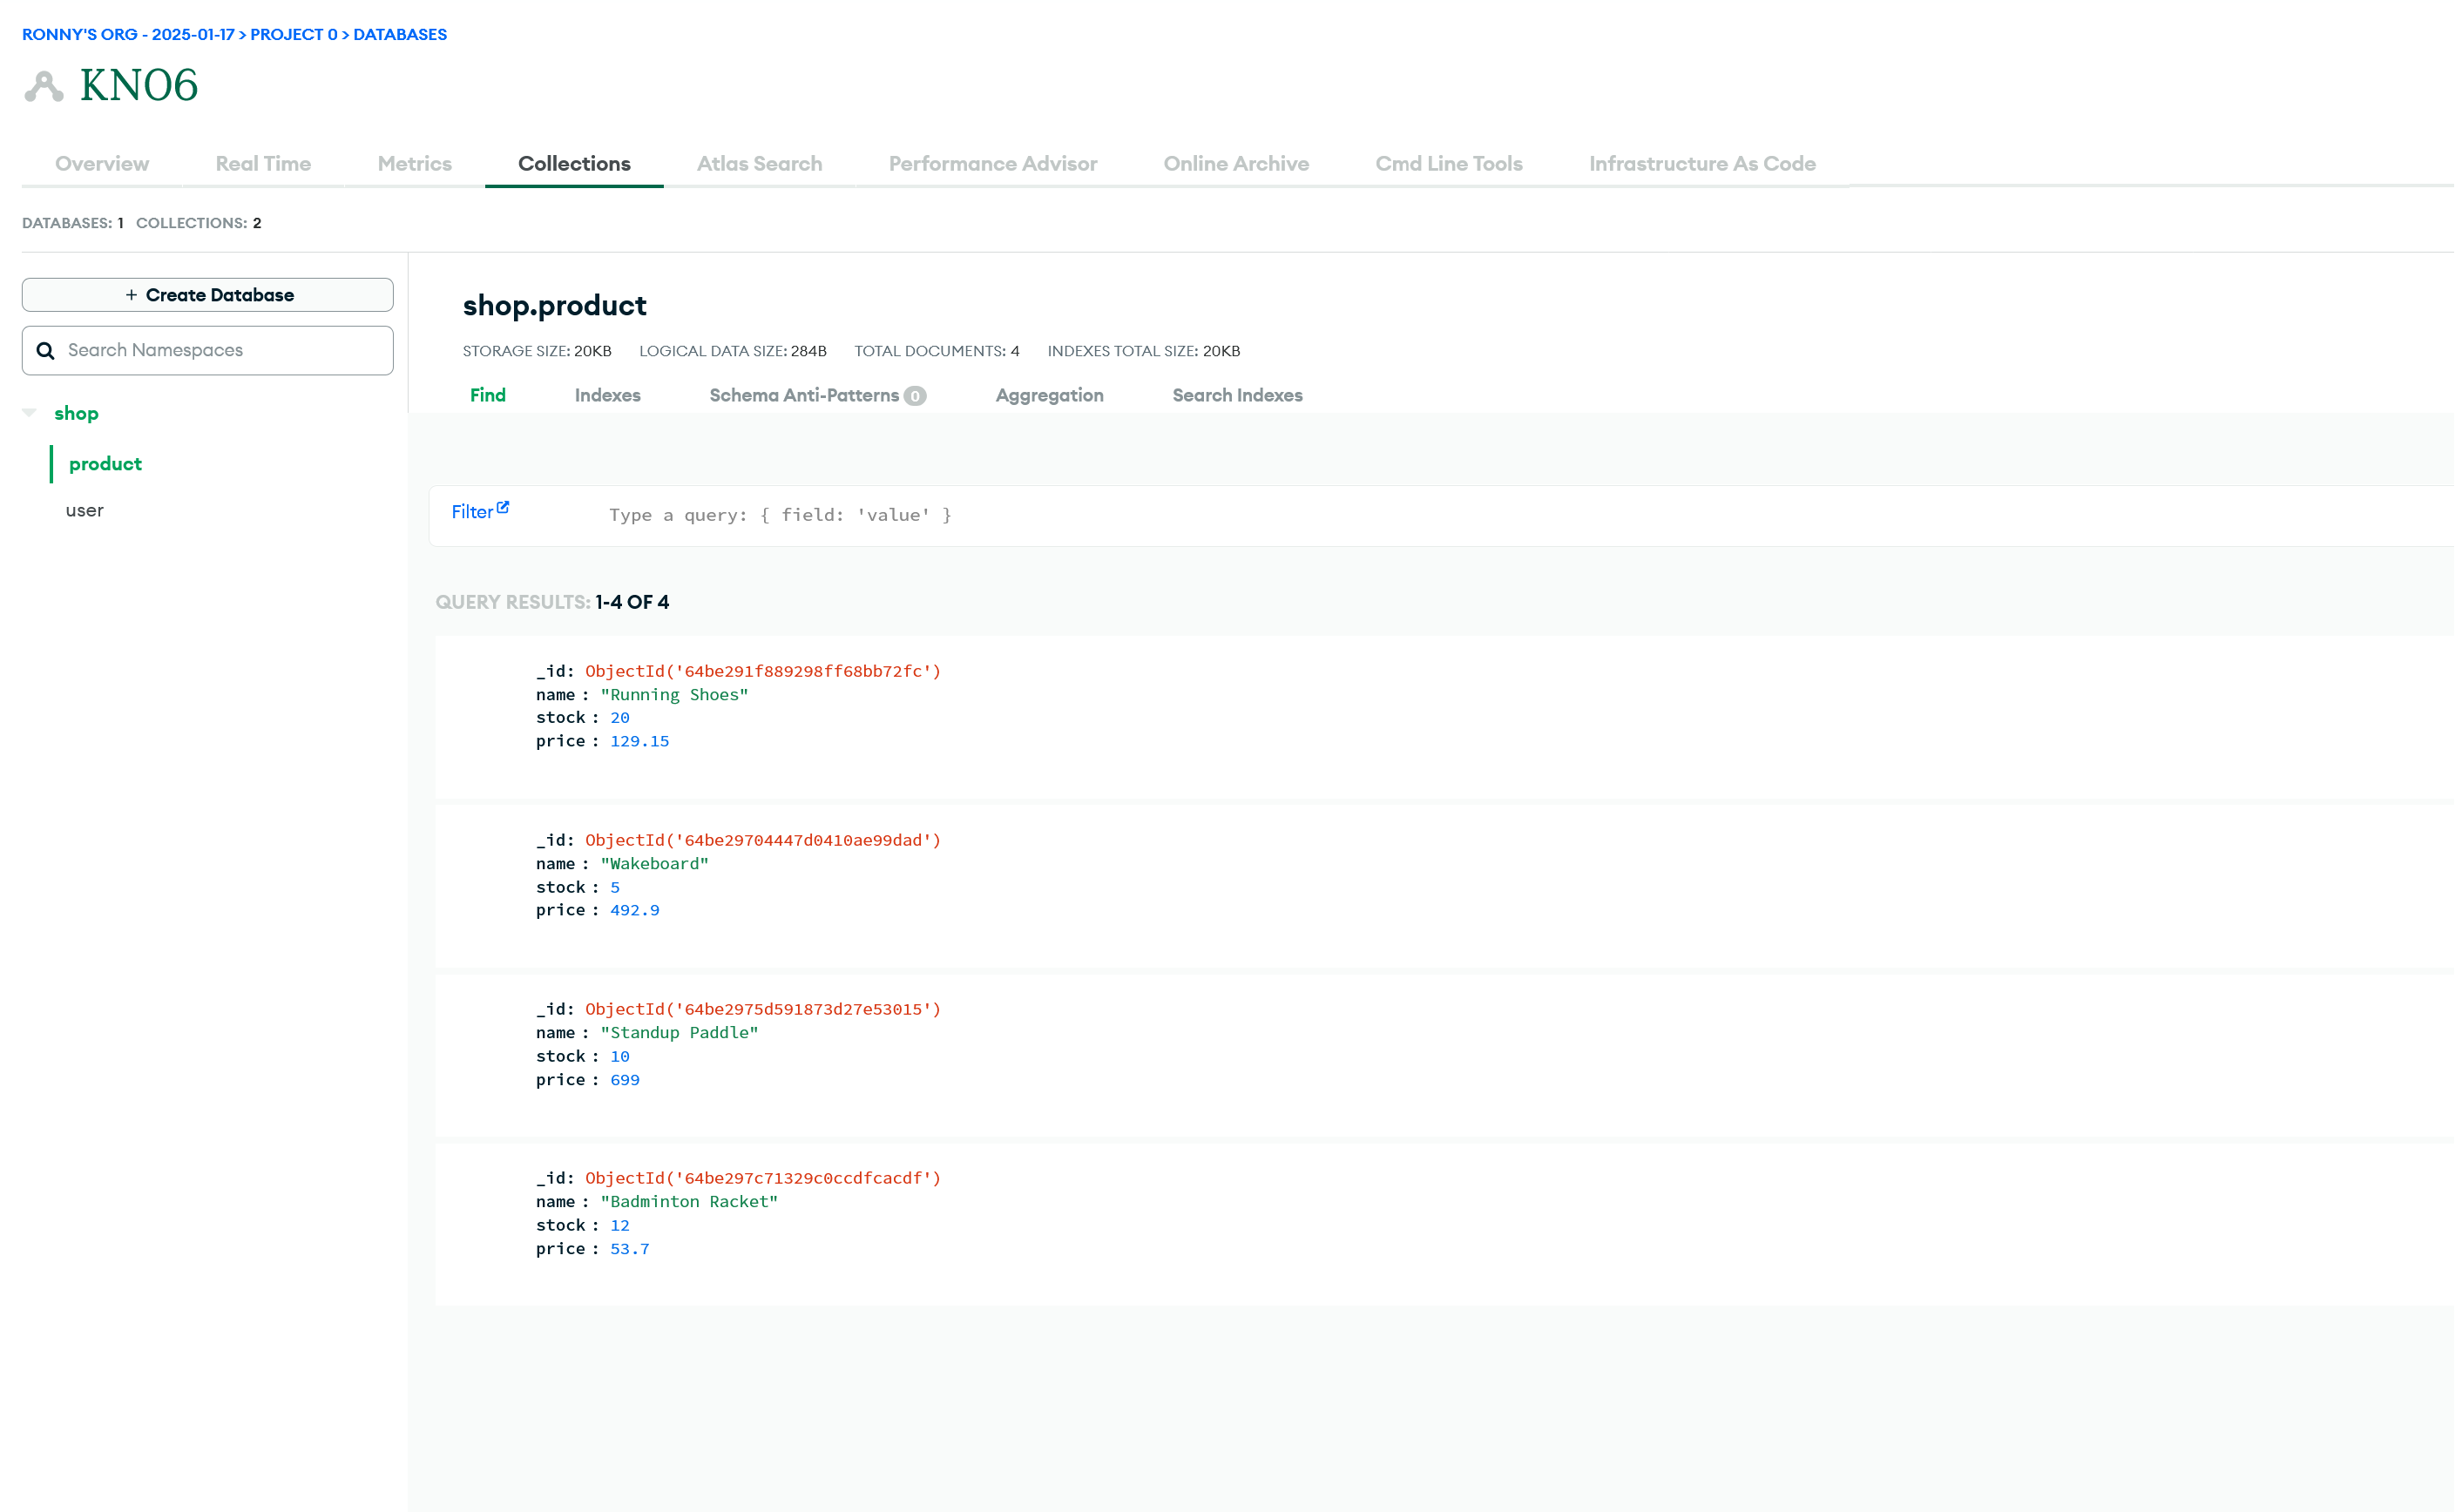 RONNY'S ORG - 2025-01-17 > PROJECT 0 > DATABASES
KN06
Overview Real Time Metrics Collections Atlas Search Performance Advisor Online Archive Cmd Line Tools Infrastructure As Code
DATABASES: 1 COLLECTIONS: 2
+ Create Database
Search Namespaces
shop
product
user
shop.product
STORAGE SIZE: 20KB LOGICAL DATA SIZE: 284B TOTAL DOCUMENTS: 4 INDEXES TOTAL SIZE: 20KB
Find Indexes Schema Anti-Patterns 0 Aggregation Search Indexes
Filter Type a query: { field: 'value' }
QUERY RESULTS: 1-4 OF 4
_id: ObjectId('64be291f889298ff68bb72fc')
name : "Running Shoes"
stock : 20
price : 129.15
_id: ObjectId('64be29704447d0410ae99dad')
name : "Wakeboard"
stock : 5
price : 492.9
_id: ObjectId('64be2975d591873d27e53015')
name : "Standup Paddle"
stock : 10
price : 699
_id: ObjectId('64be297c71329c0ccdfcacdf')
name : "Badminton Racket"
stock : 12
price : 53.7